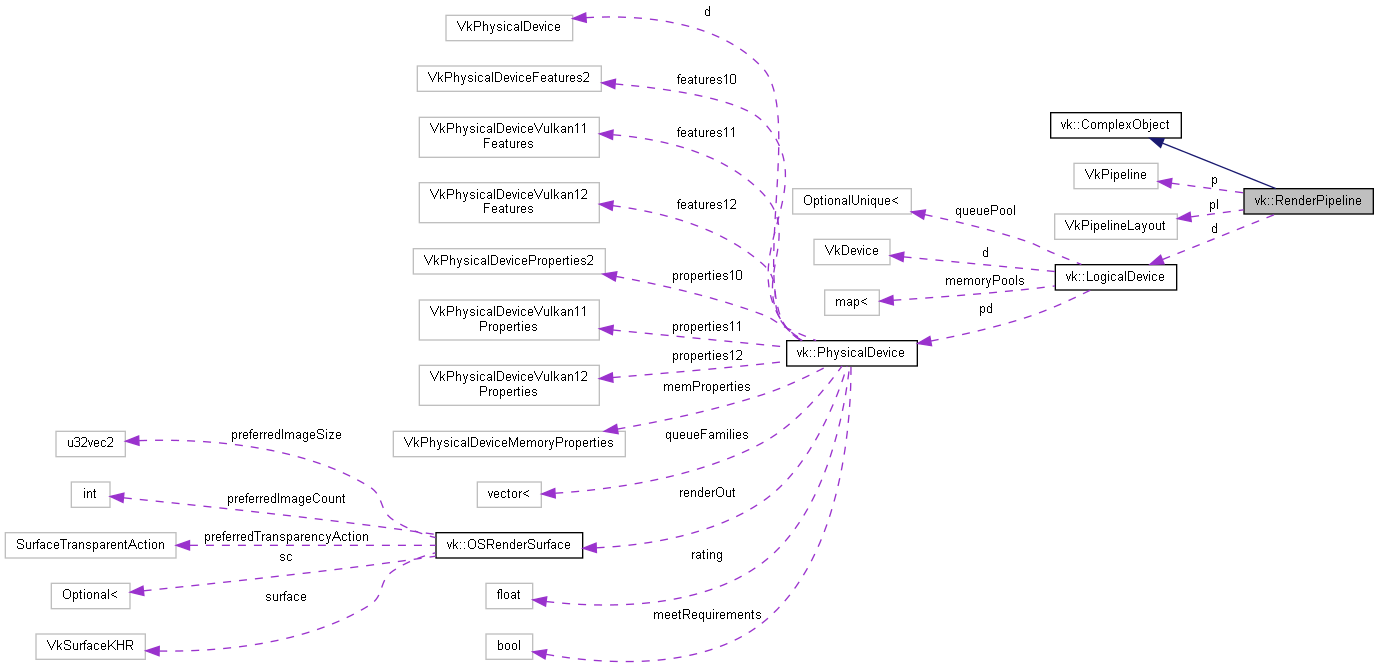 d
VkPhysicalDevice
features10
VkPhysicalDeviceFeatures2
features11
VkPhysicalDeviceVulkan11
Features
features12
VkPhysicalDeviceVulkan12
Features
properties10
VkPhysicalDeviceProperties2
properties11
VkPhysicalDeviceVulkan11
Properties
properties12
VkPhysicalDeviceVulkan12
Properties
memProperties
VkPhysicalDeviceMemoryProperties
queueFamilies
vector<
renderOut
rating
float
meetRequirements
bool
vk::ComplexObject
VkPipeline
p
vk::RenderPipeline
pl
VkPipelineLayout
d
OptionalUnique<
queuePool
VkDevice
d
vk::LogicalDevice
map<
memoryPools
pd
vk::PhysicalDevice
u32vec2
preferredImageSize
int
preferredImageCount
SurfaceTransparentAction
preferredTransparencyAction
vk::OSRenderSurface
sc
Optional<
surface
VkSurfaceKHR